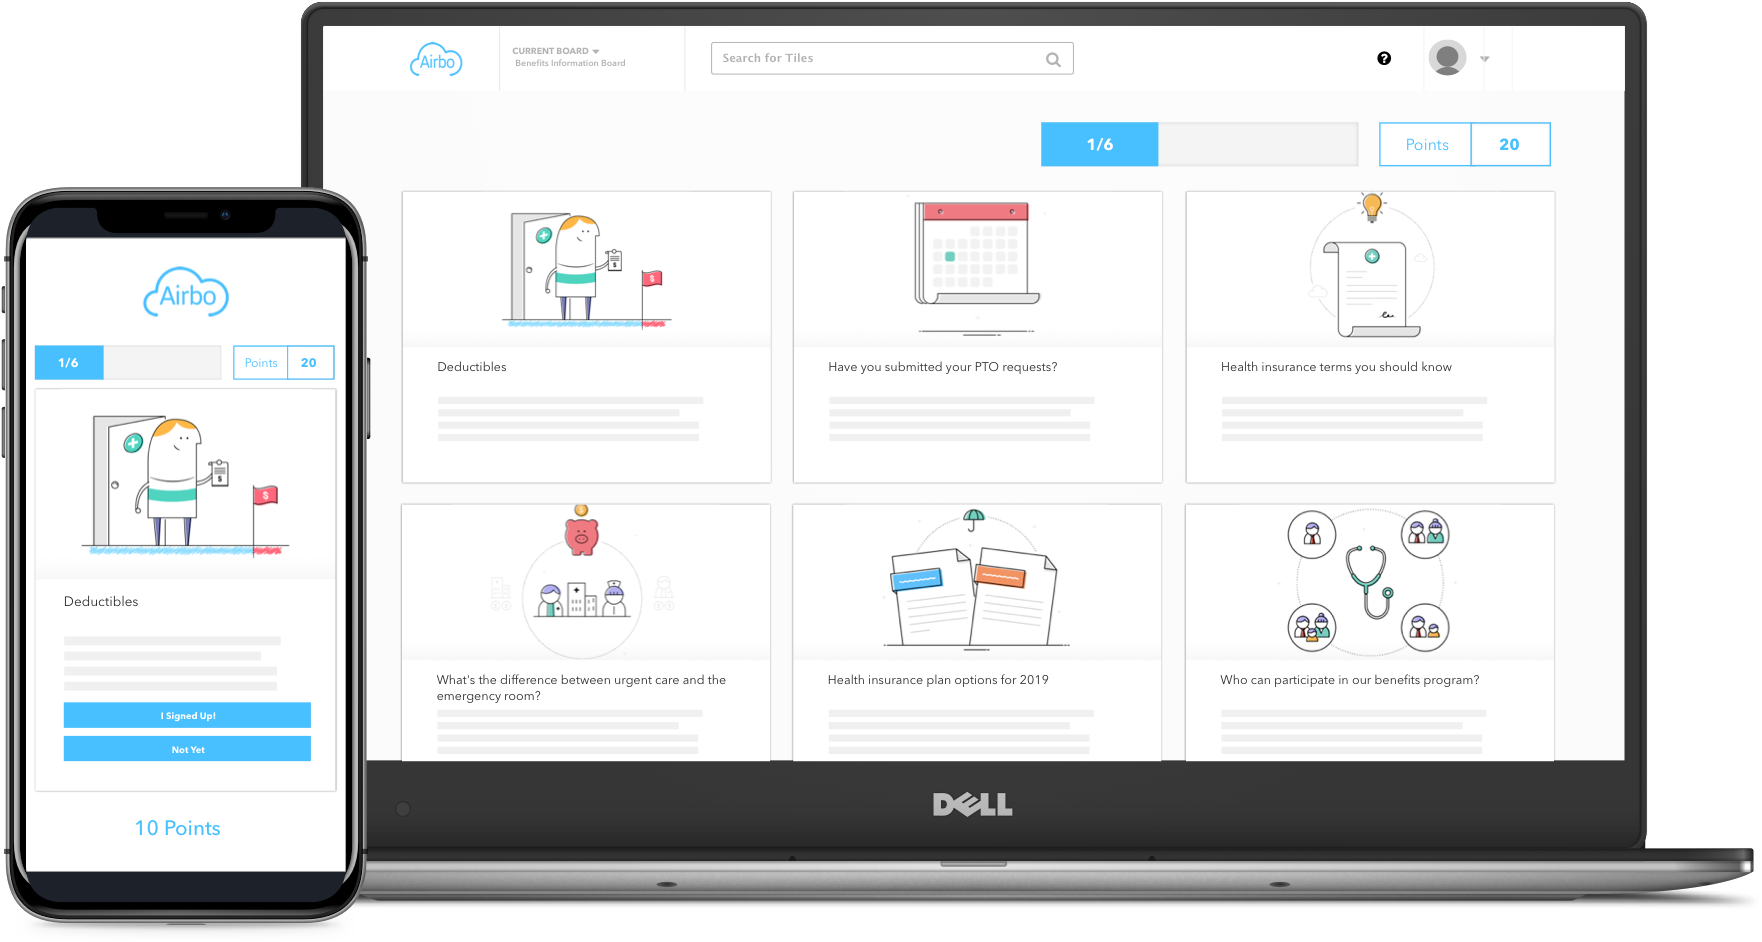 Airbo
CURRENT BOARD
Benefits Information Board
Search for Tiles
?
1/6
Points 20
Deductibles
Have you submitted your PTO requests?
Health insurance terms you should know
What's the difference between urgent care and the
emergency room?
Health insurance plan options for 2019
Who can participate in our benefits program?
DELL
Airbo
1/6
Points 20
$
$
Deductibles
I Signed Up!
Not Yet
10 Points